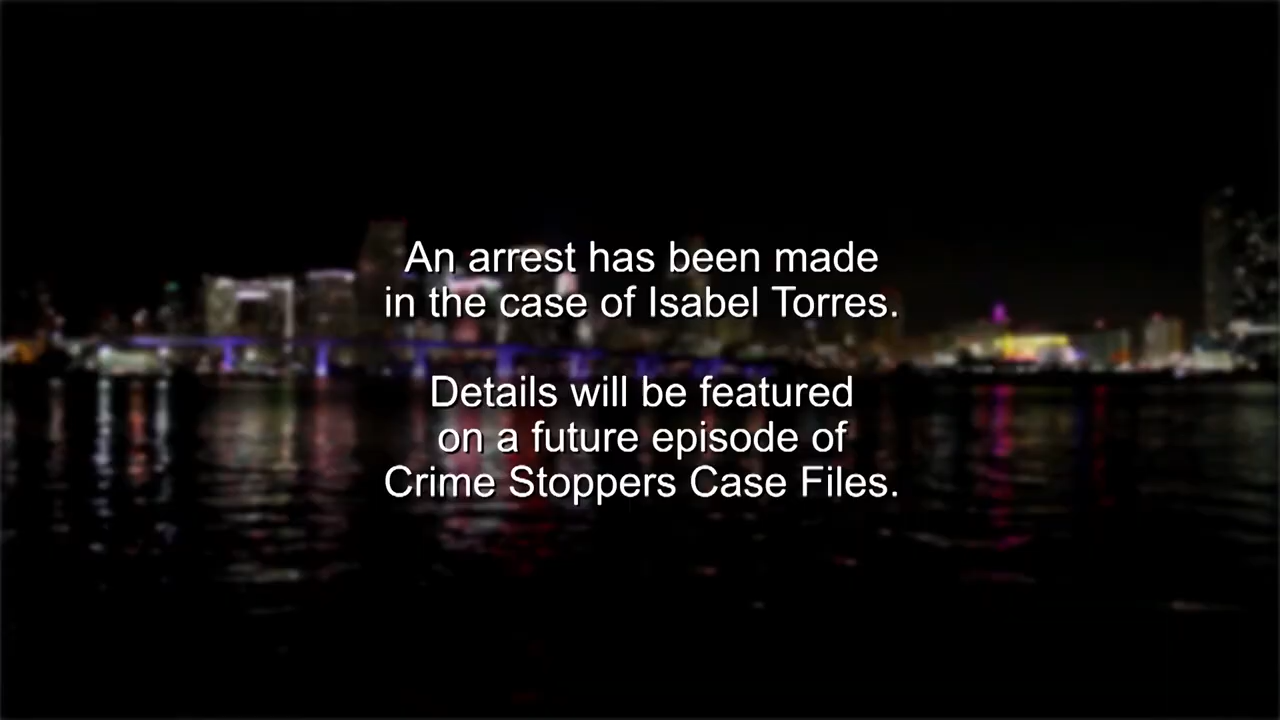 An arrest has been made
in the case of Isabel Torres.
Details will be featured
on a future episode of
Crime Stoppers Case Files.